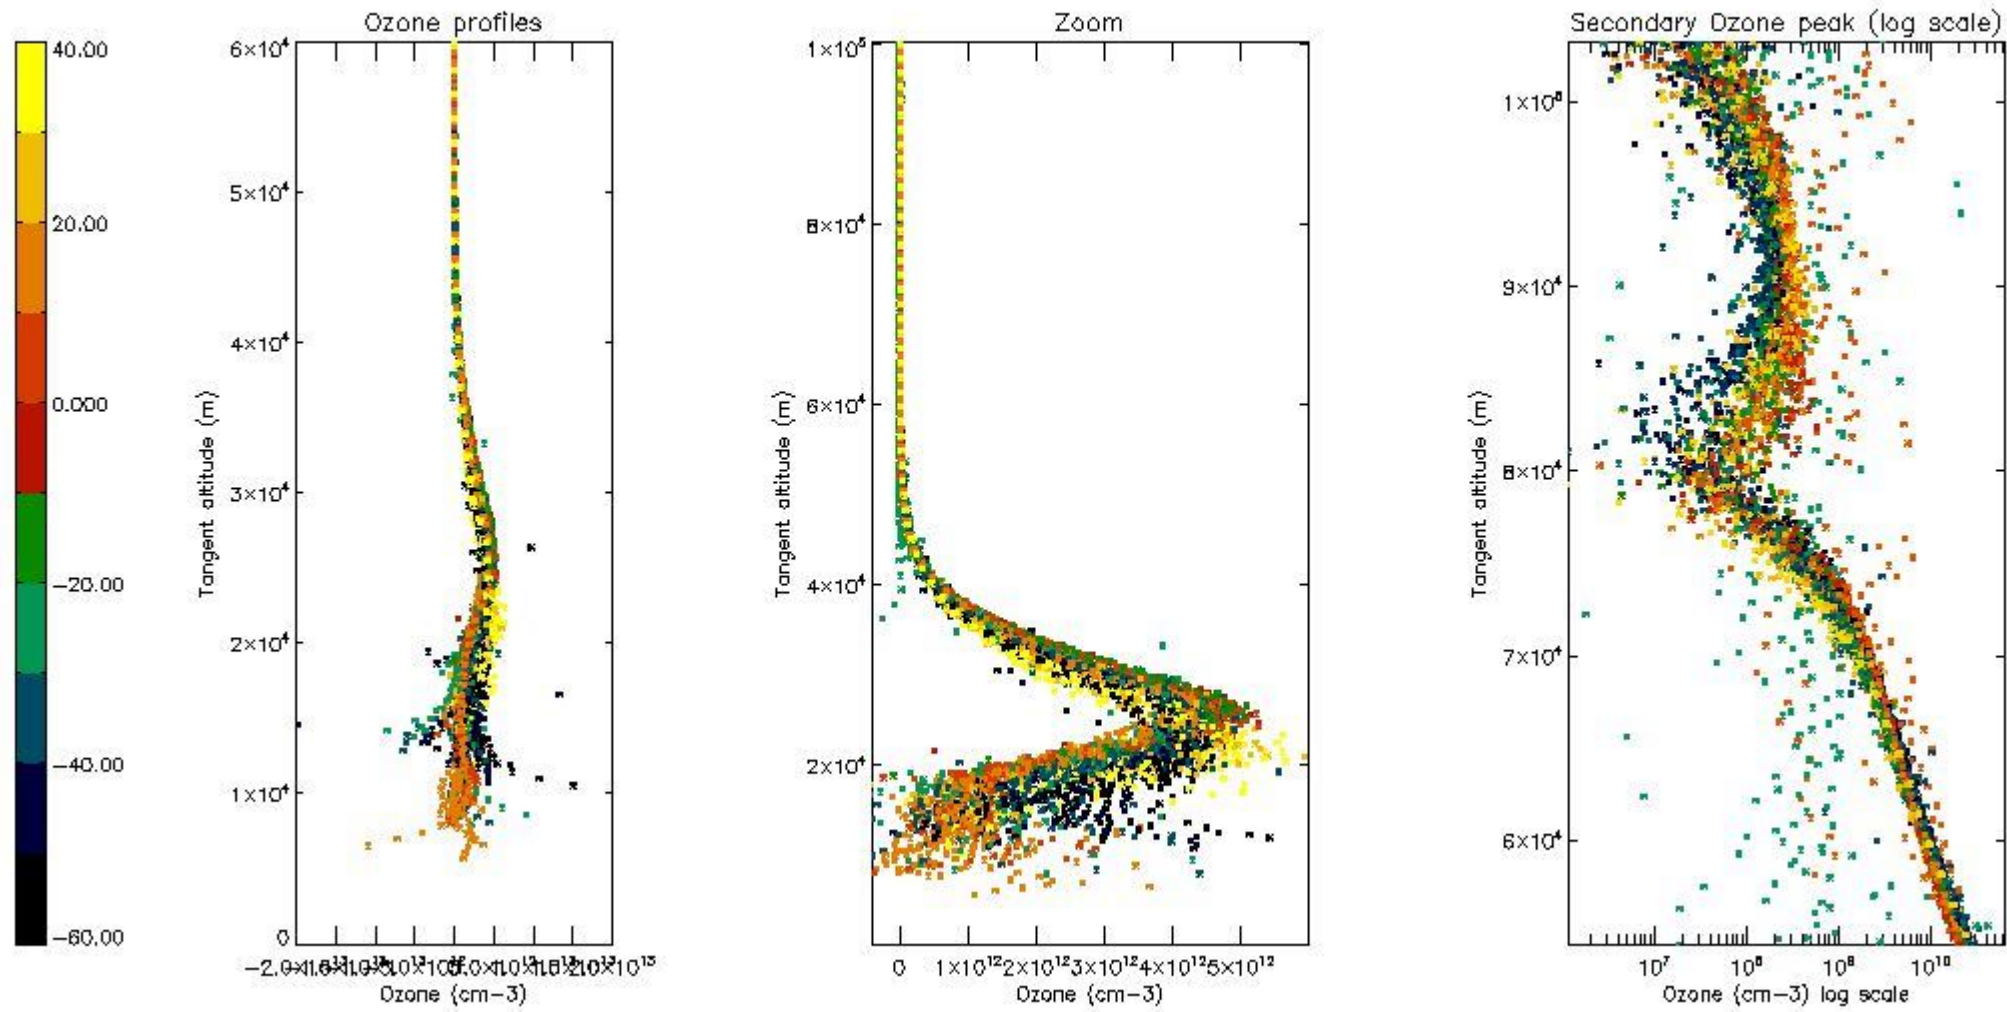 Ozone profiles
Zoom
Secondary Ozone peak (log scale)
40.00
20.00
0.000
−20.00
−40.00
−60.00
6×10⁴
5×10⁴
4×10⁴
3×10⁴
2×10⁴
1×10⁴
0
Tangent altitude (m)
Ozone (cm−3)
1×10⁵
8×10⁴
6×10⁴
4×10⁴
2×10⁴
Tangent altitude (m)
0 1×10¹² 2×10¹² 3×10¹² 4×10¹² 5×10¹²
Ozone (cm−3)
1×10⁵
9×10⁴
8×10⁴
7×10⁴
6×10⁴
Tangent altitude (m)
10⁷ 10⁸ 10⁹ 10¹⁰
Ozone (cm−3) log scale